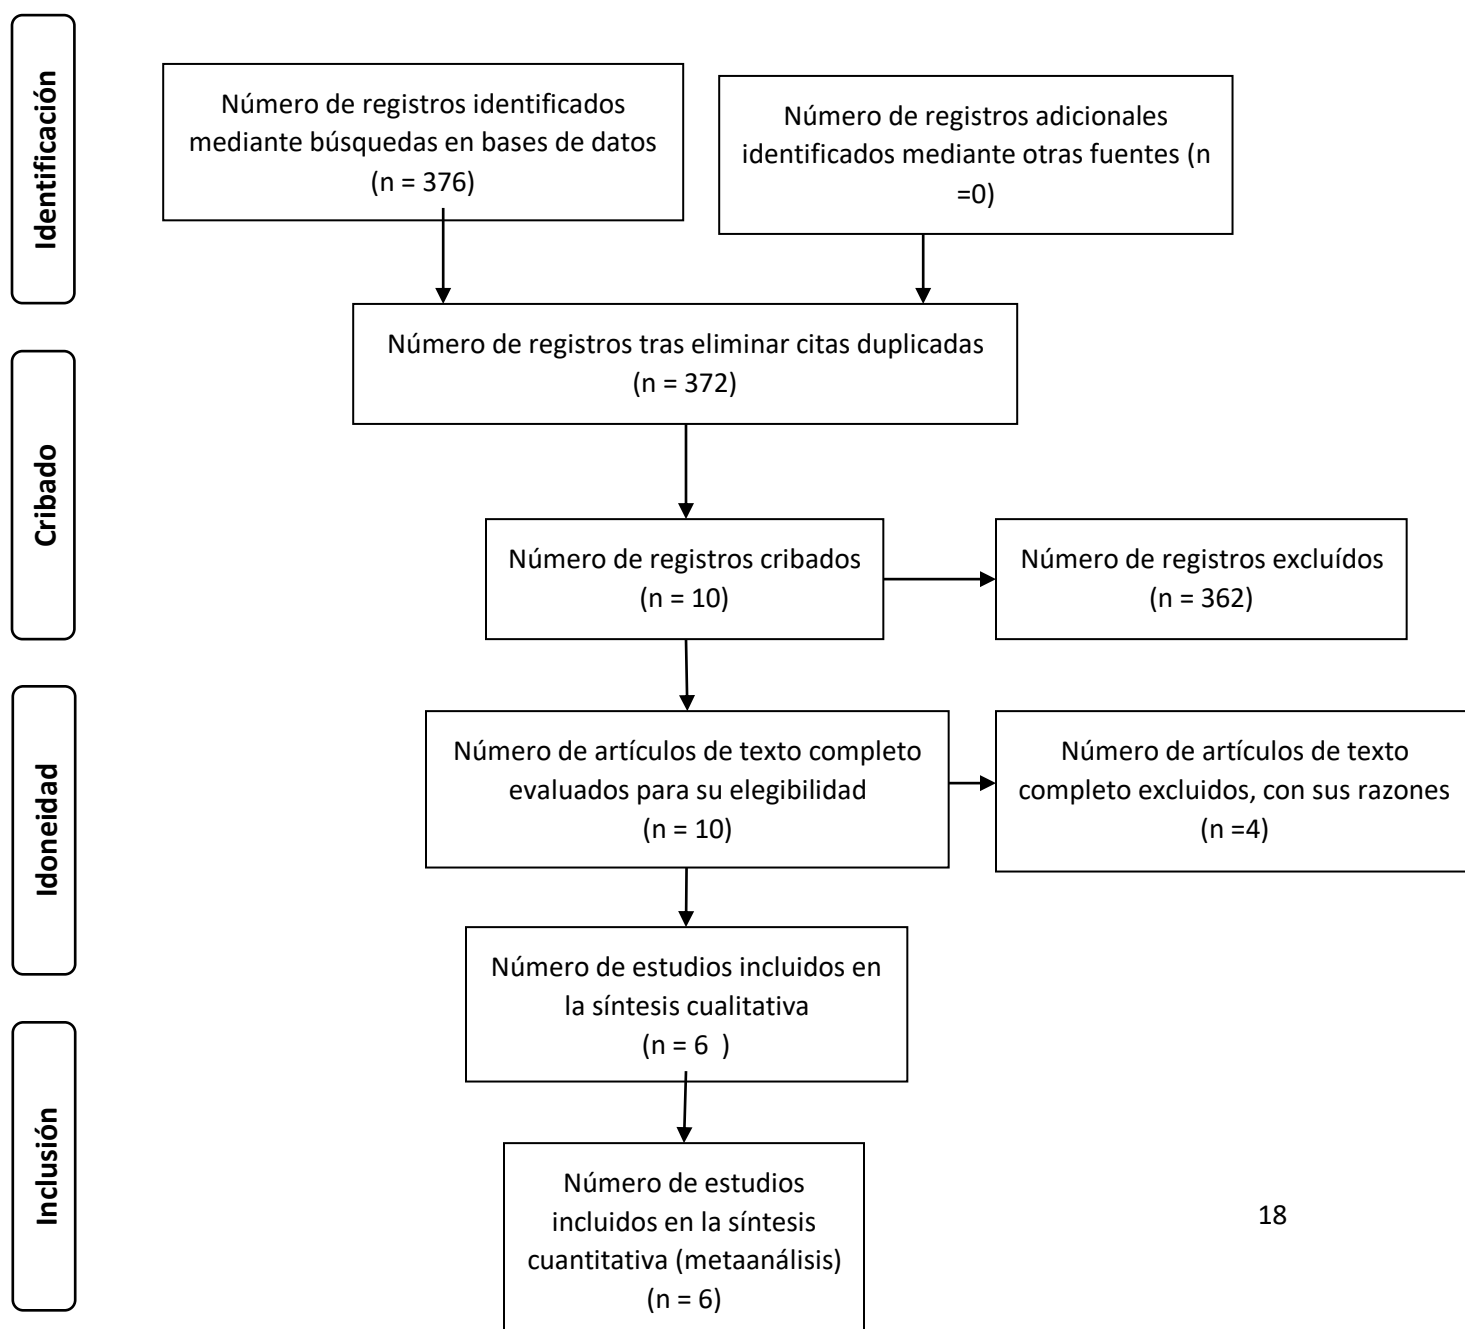 Identificación
Número de registros identificados
mediante búsquedas en bases de datos
(n = 376)
Número de registros adicionales
identificados mediante otras fuentes (n
=0)
Número de registros tras eliminar citas duplicadas
(n = 372)
Cribado
Número de registros cribados
(n = 10)
Número de registros excluídos
(n = 362)
Idoneidad
Número de artículos de texto completo
evaluados para su elegibilidad
(n = 10)
Número de artículos de texto
completo excluidos, con sus razones
(n =4)
Número de estudios incluidos en
la síntesis cualitativa
(n = 6 )
Inclusión
Número de estudios
incluidos en la síntesis
cuantitativa (metaanálisis)
(n = 6)
18